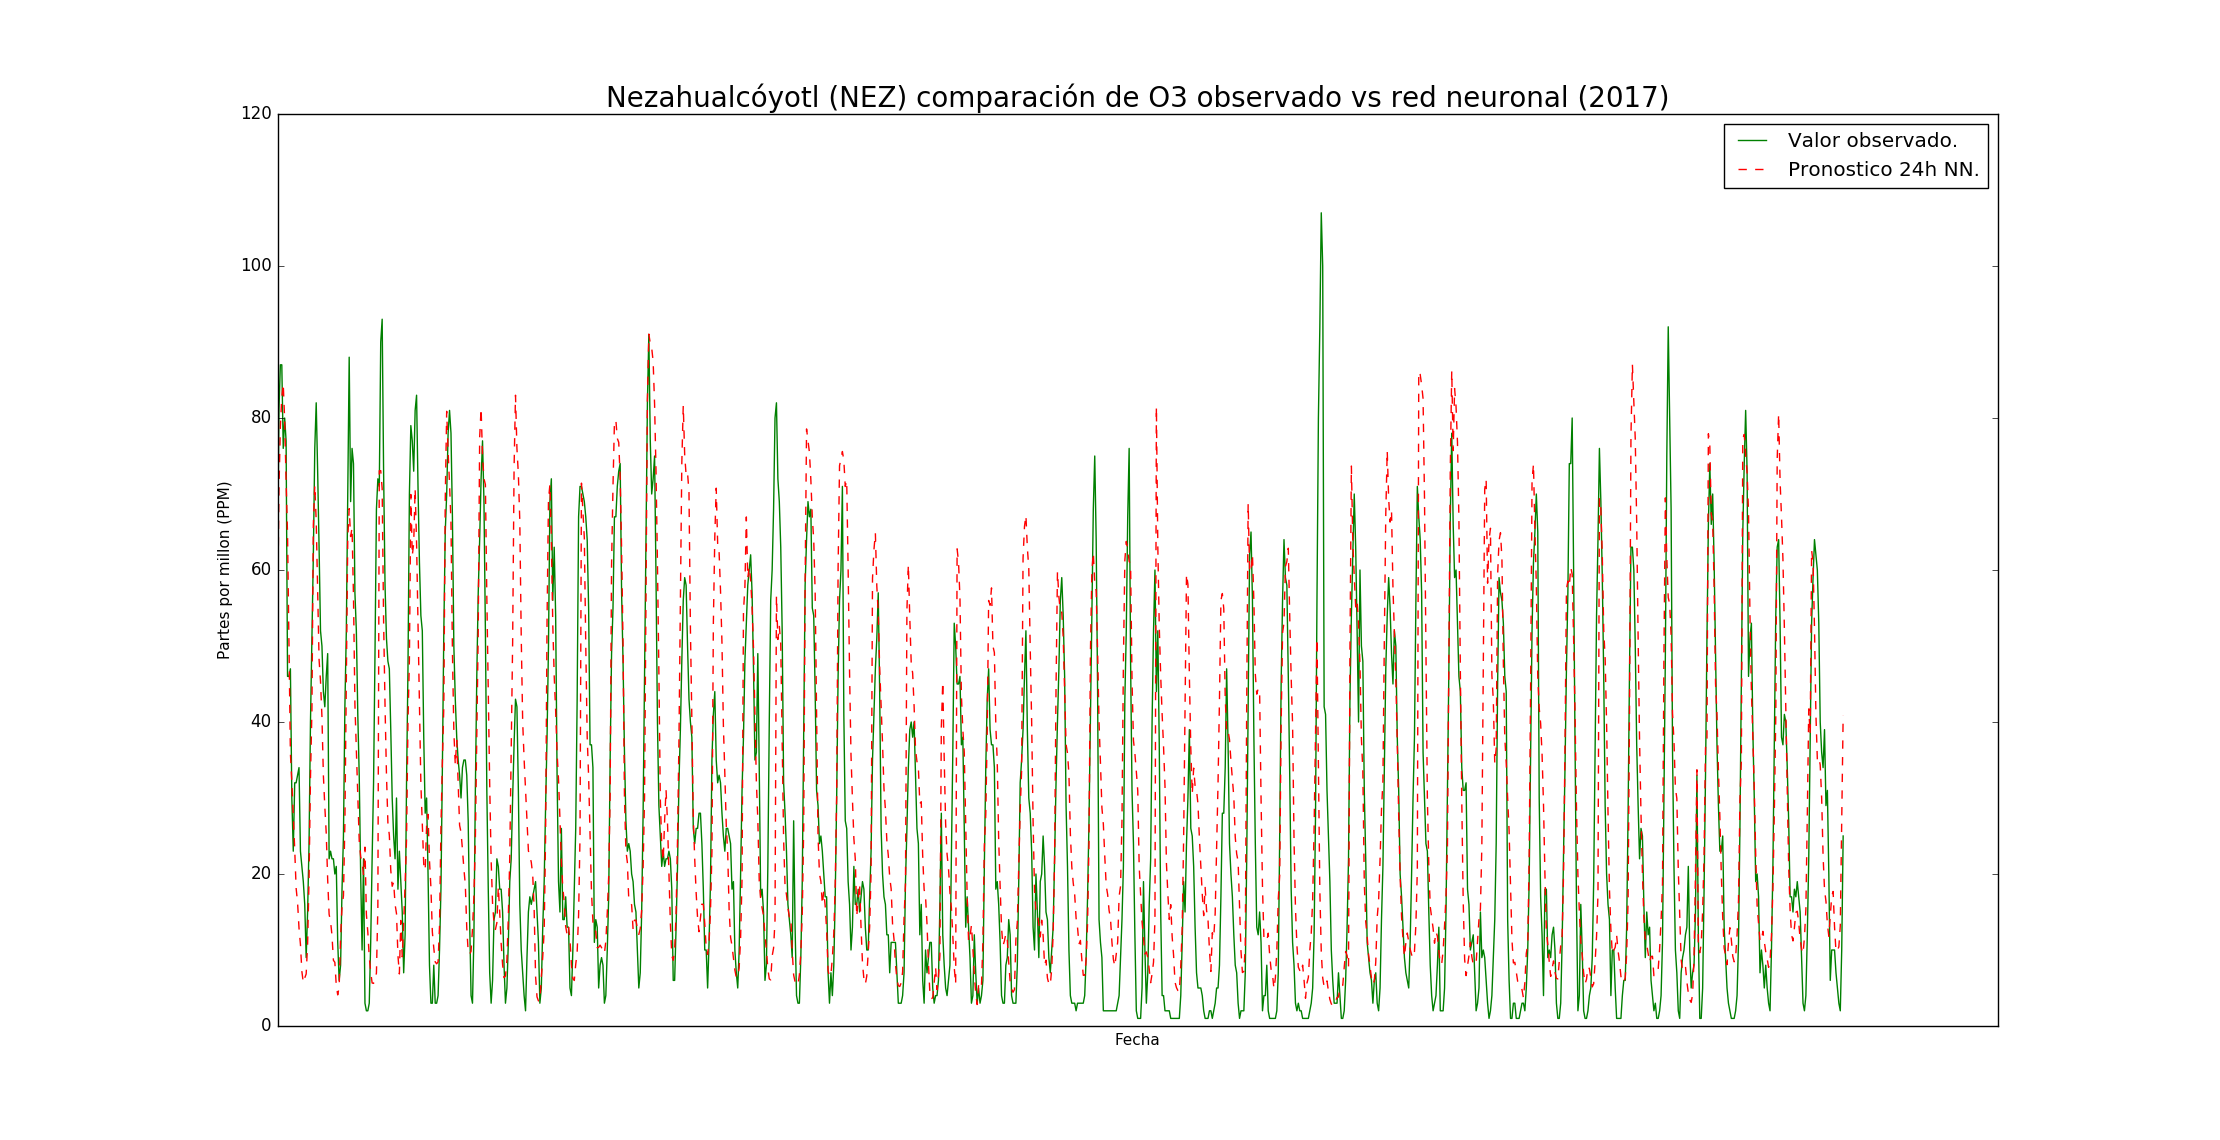 Nezahualcóyotl (NEZ) comparación de O3 observado vs red neuronal (2017)
120
100
80
60
40
20
0
Partes por millon (PPM)
Valor observado.
Pronostico 24h NN.
Fecha